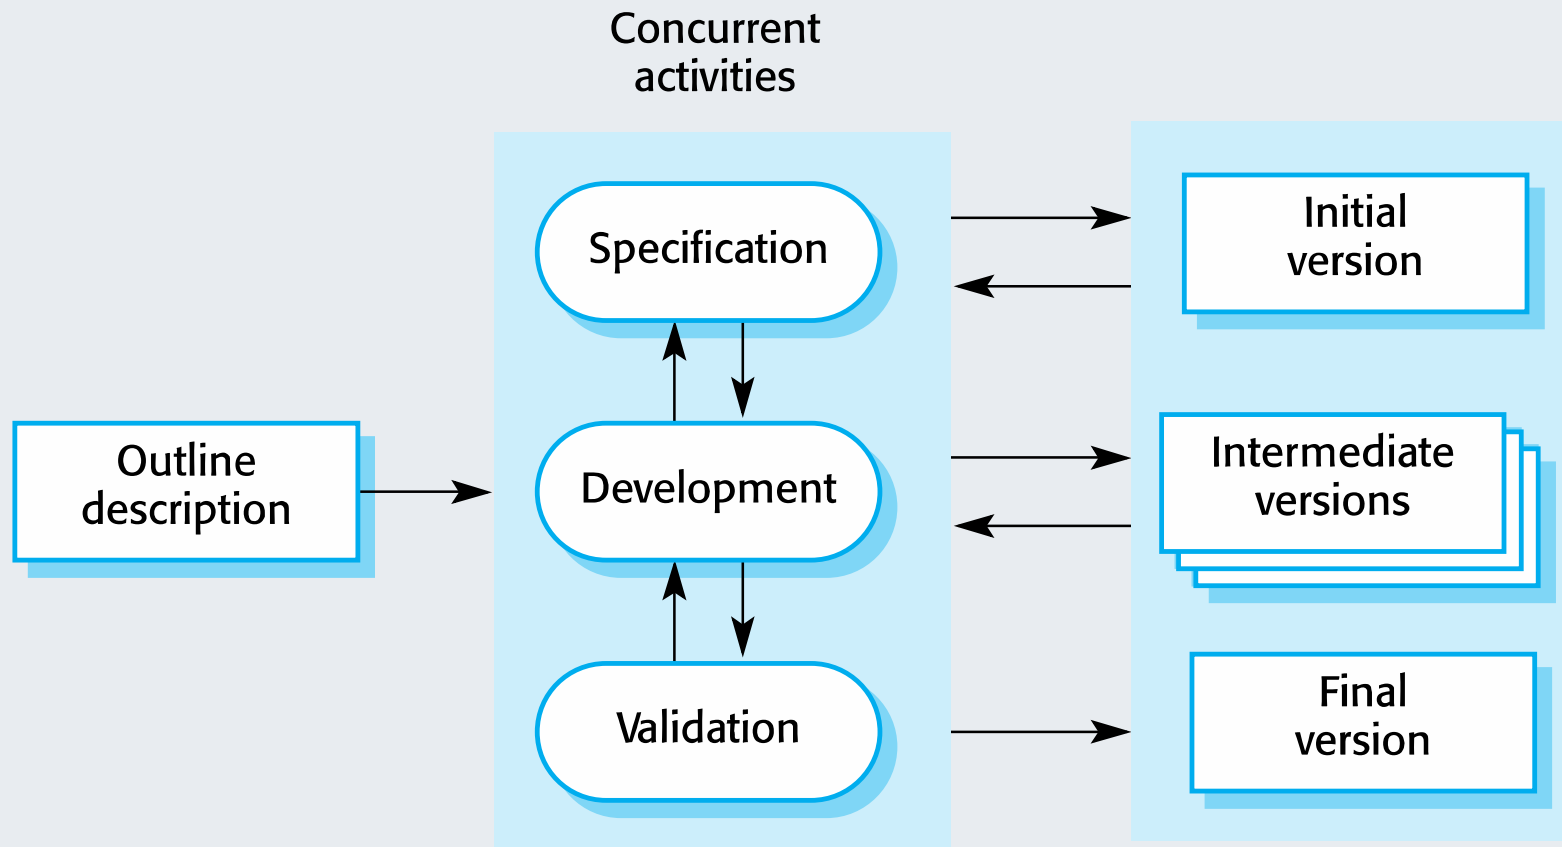 Concurrent
activities
Specification
Initial
version
Outline
description
Development
Intermediate
versions
Validation
Final
version